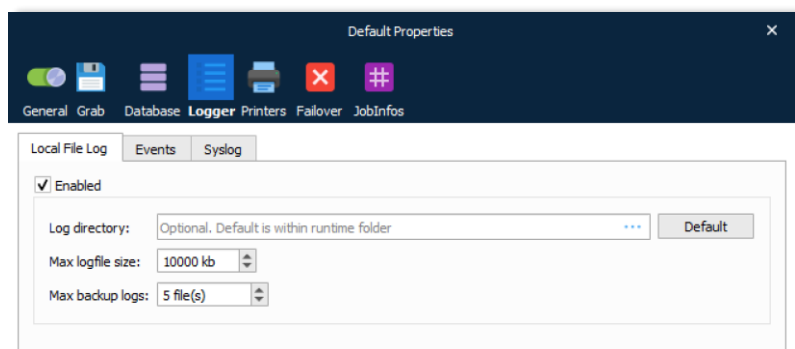 Default Properties
General Grab Database Logger Printers Failover JobInfos
Local File Log Events Syslog
Enabled
Log directory: Optional. Default is within runtime folder ... Default
Max logfile size: 10000 kb
Max backup logs: 5 file(s)